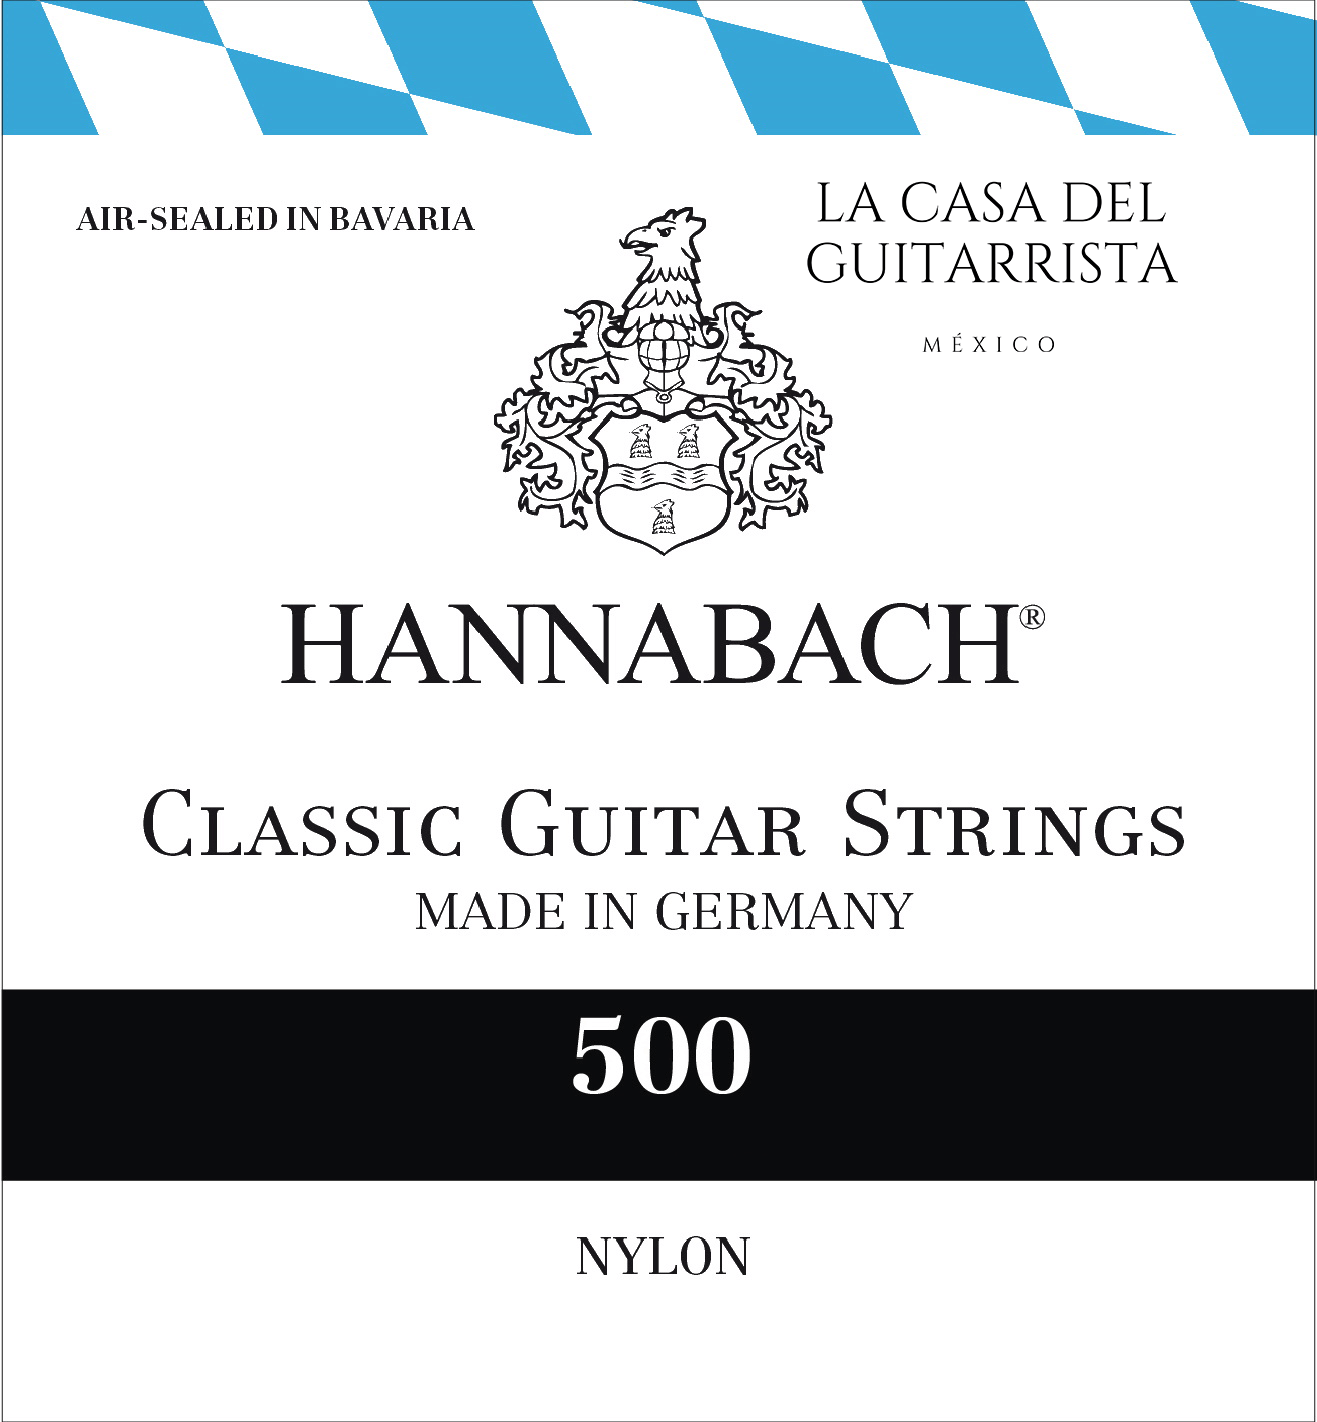 AIR-SEALED IN BAVARIA
LA CASA DEL
GUITARRISTA
MÉXICO
HANNABACH®
CLASSIC GUITAR STRINGS
MADE IN GERMANY
500
NYLON